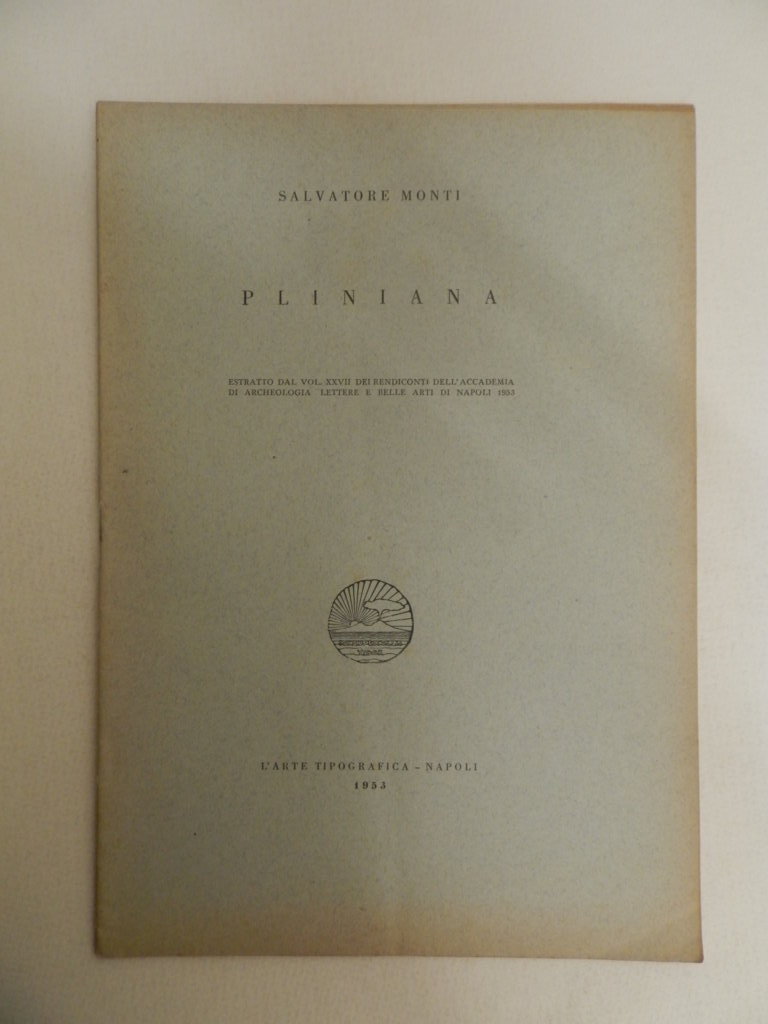 SALVATORE MONTI
PLINIANA
ESTRATTO DAL VOL. XXVII DEI RENDICONTI DELL'ACCADEMIA
DI ARCHEOLOGIA LETTERE E BELLE ARTI DI NAPOLI 1953
L'ARTE TIPOGRAFICA - NAPOLI
1953